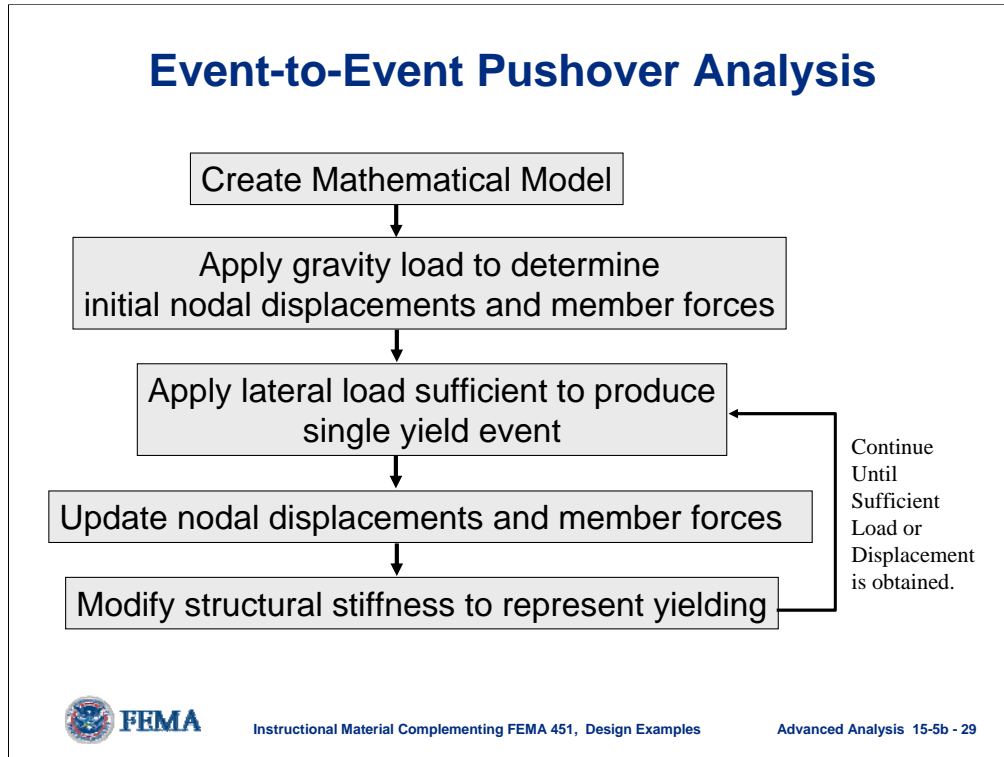 Event-to-Event Pushover Analysis
Create Mathematical Model
Apply gravity load to determine
initial nodal displacements and member forces
Apply lateral load sufficient to produce
single yield event
Update nodal displacements and member forces
Modify structural stiffness to represent yielding
Continue
Until
Sufficient
Load or
Displacement
is obtained.
FEMA
Instructional Material Complementing FEMA 451, Design Examples
Advanced Analysis 15-5b - 29